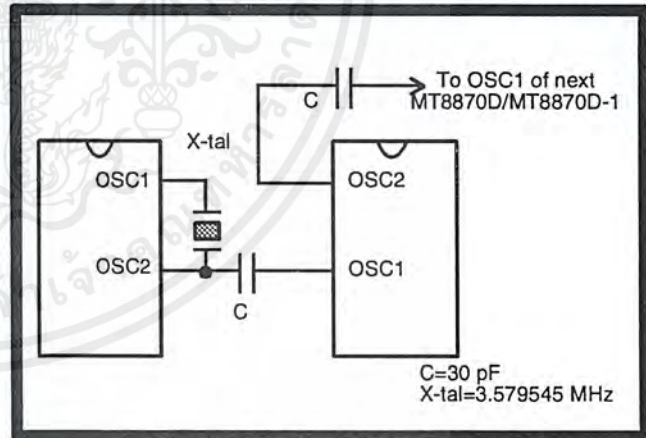 To OSC1 of next
MT8870D/MT8870D-1
C
X-tal
OSC1
OSC2
OSC2
OSC1
C
C=30 pF
X-tal=3.579545 MHz